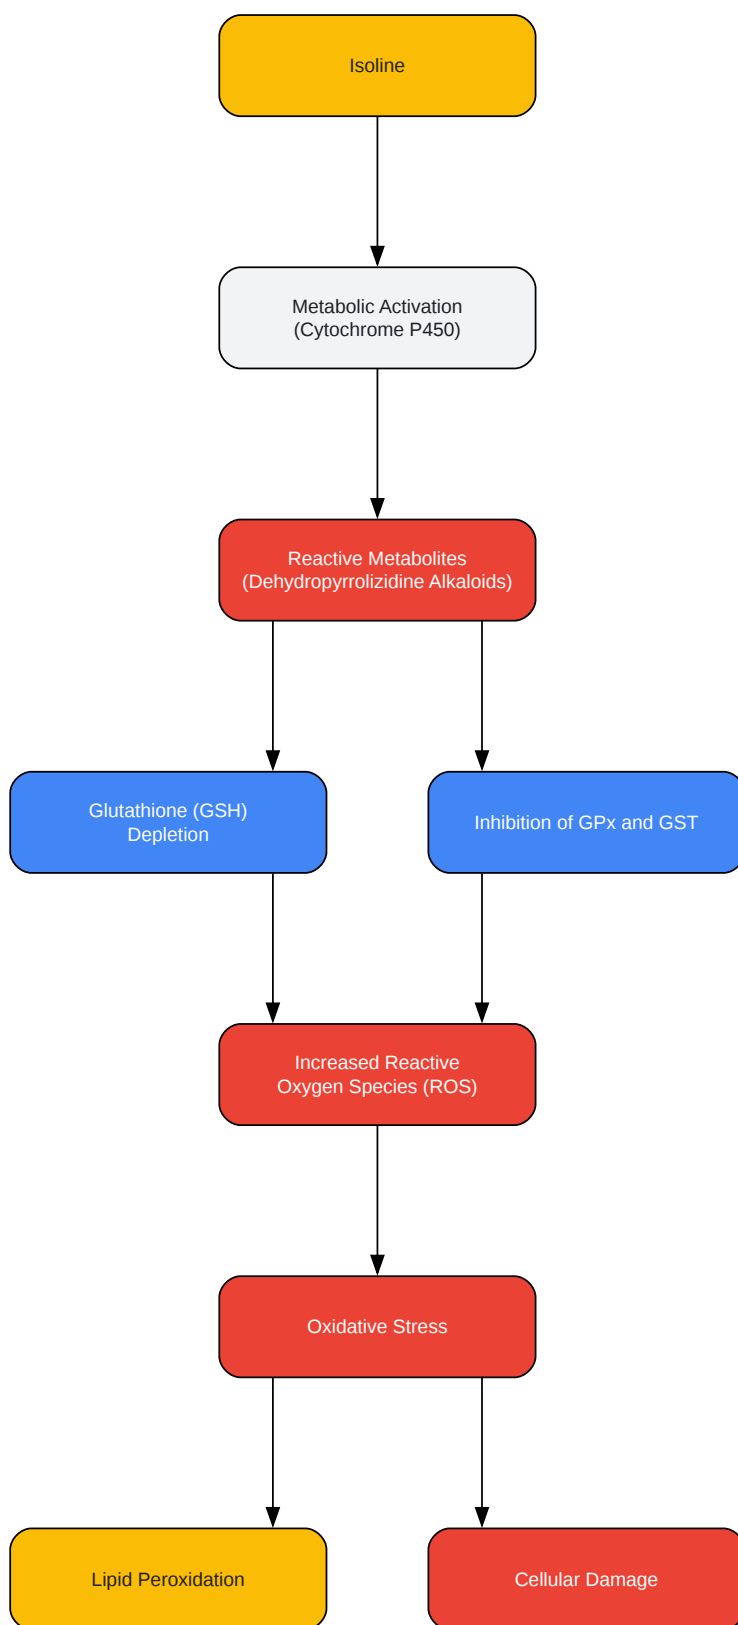 Isoline
Metabolic Activation
(Cytochrome P450)
Reactive Metabolites
(Dehydropyrrolizidine Alkaloids)
Glutathione (GSH)
Depletion
Inhibition of GPx and GST
Increased Reactive
Oxygen Species (ROS)
Oxidative Stress
Lipid Peroxidation
Cellular Damage